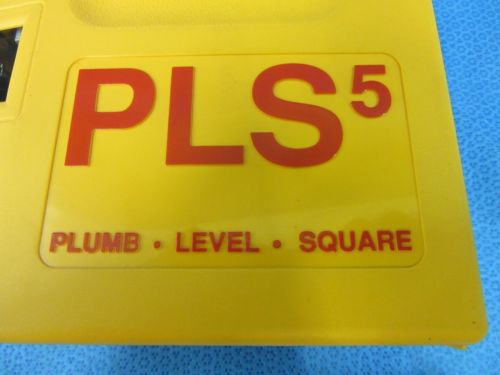 PLS⁵
PLUMB · LEVEL · SQUARE